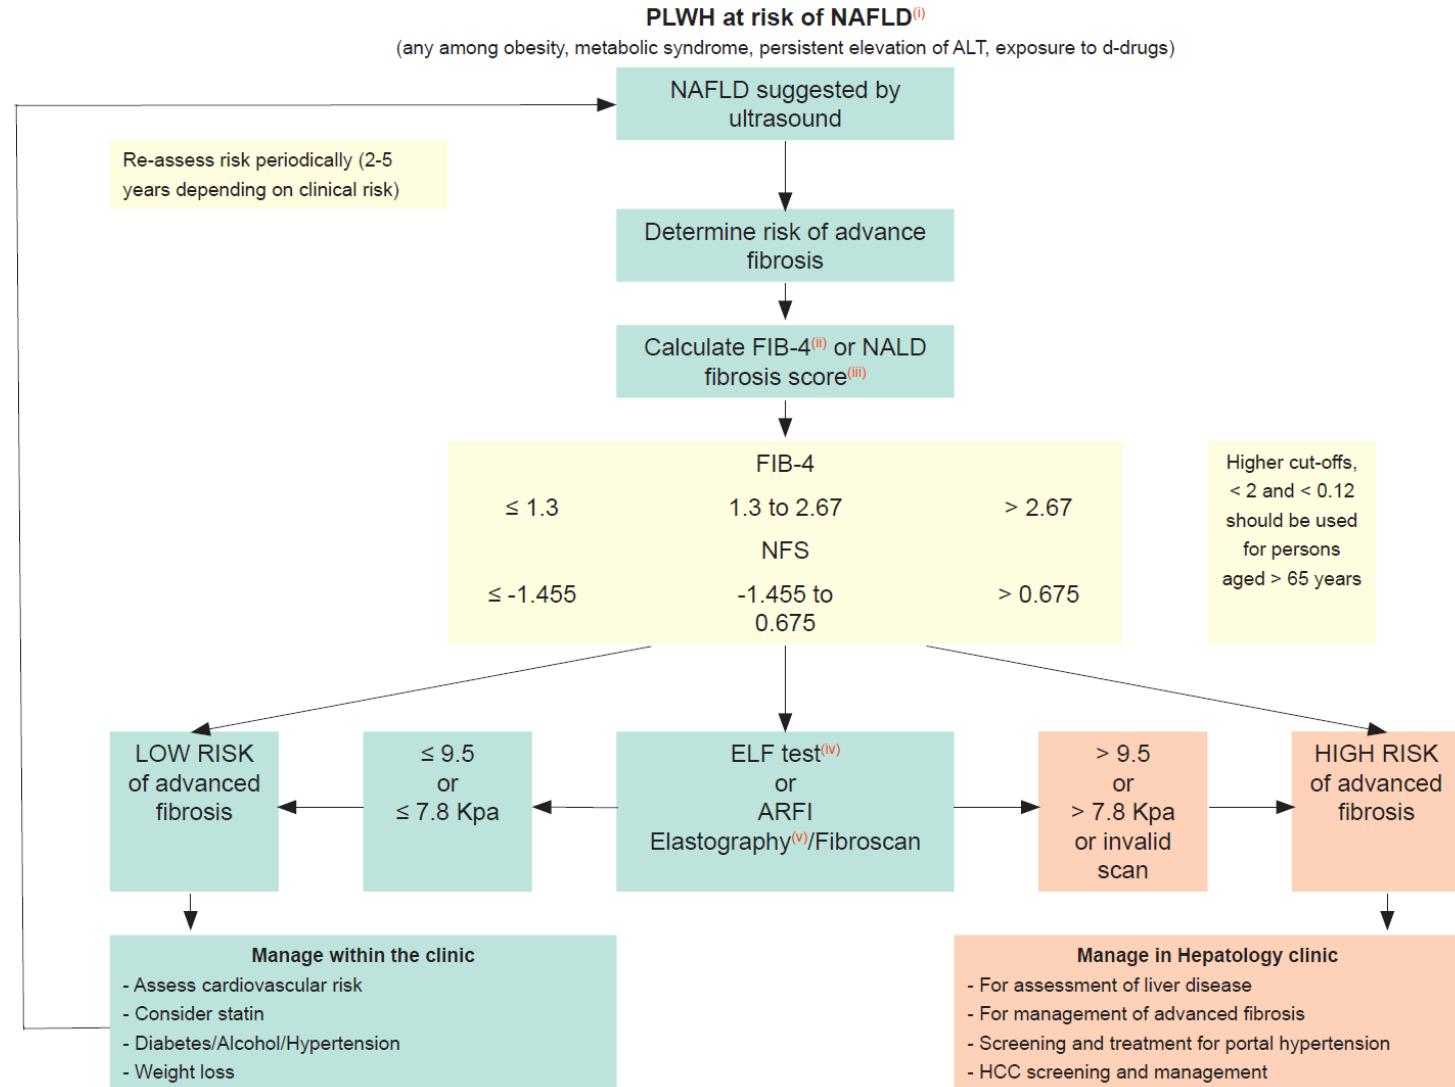 PLWH at risk of NAFLD(i)
(any among obesity, metabolic syndrome, persistent elevation of ALT, exposure to d-drugs)
NAFLD suggested by
ultrasound
Re-assess risk periodically (2-5
years depending on clinical risk)
Determine risk of advance
fibrosis
Calculate FIB-4(ii) or NALD
fibrosis score(iii)
FIB-4
≤ 1.3 1.3 to 2.67 > 2.67
NFS
≤ -1.455 -1.455 to > 0.675
0.675
Higher cut-offs,
< 2 and < 0.12
should be used
for persons
aged > 65 years
LOW RISK
of advanced
fibrosis
≤ 9.5
or
≤ 7.8 Kpa
ELF test(iv)
or
ARFI
Elastography(v)/Fibroscan
> 9.5
or
> 7.8 Kpa
or invalid
scan
HIGH RISK
of advanced
fibrosis
Manage within the clinic
- Assess cardiovascular risk
- Consider statin
- Diabetes/Alcohol/Hypertension
- Weight loss
Manage in Hepatology clinic
- For assessment of liver disease
- For management of advanced fibrosis
- Screening and treatment for portal hypertension
- HCC screening and management